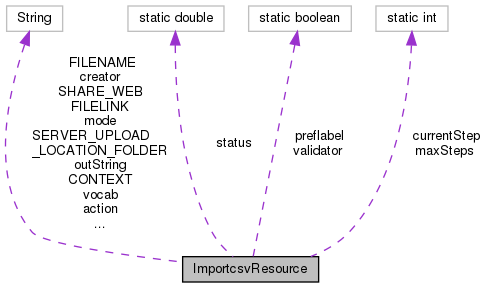 String
static double
static boolean
static int
FILENAME
creator
SHARE_WEB
FILELINK
mode
SERVER_UPLOAD
_LOCATION_FOLDER
outString
CONTEXT
vocab
action
...
status
preflabel
validator
currentStep
maxSteps
ImportcsvResource